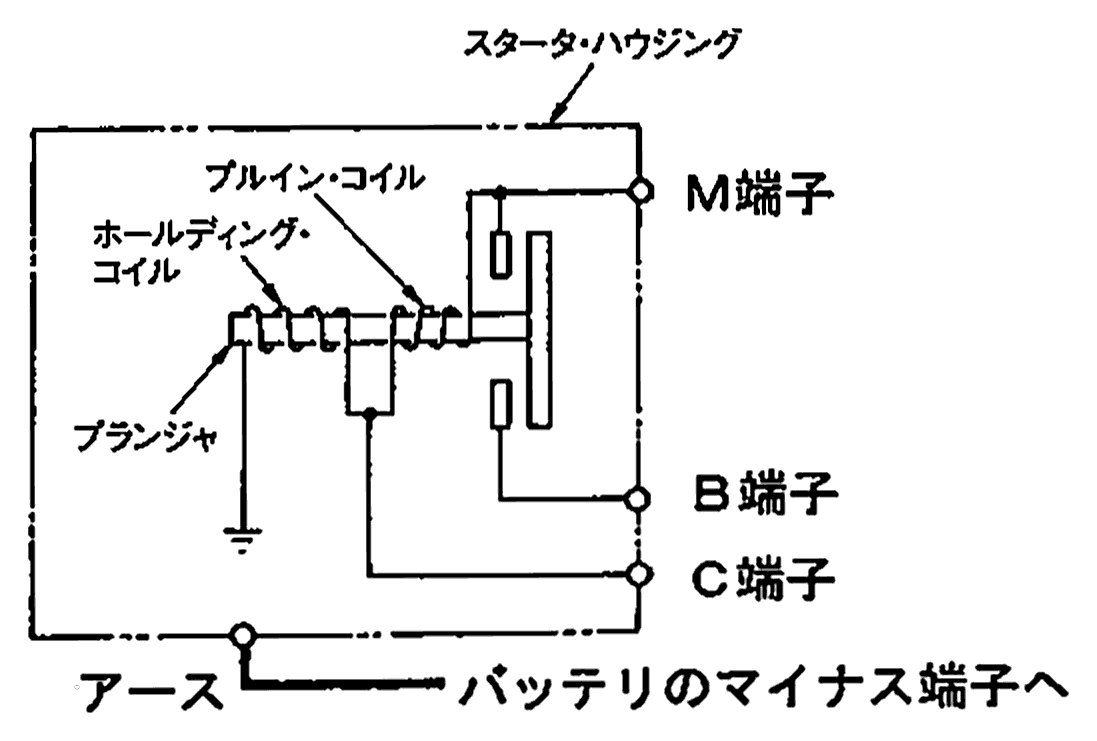 スタータ・ハウジング
プルイン・コイル
M端子
ホールディング・
コイル
プランジャ
B端子
C端子
アース
バッテリのマイナス端子へ